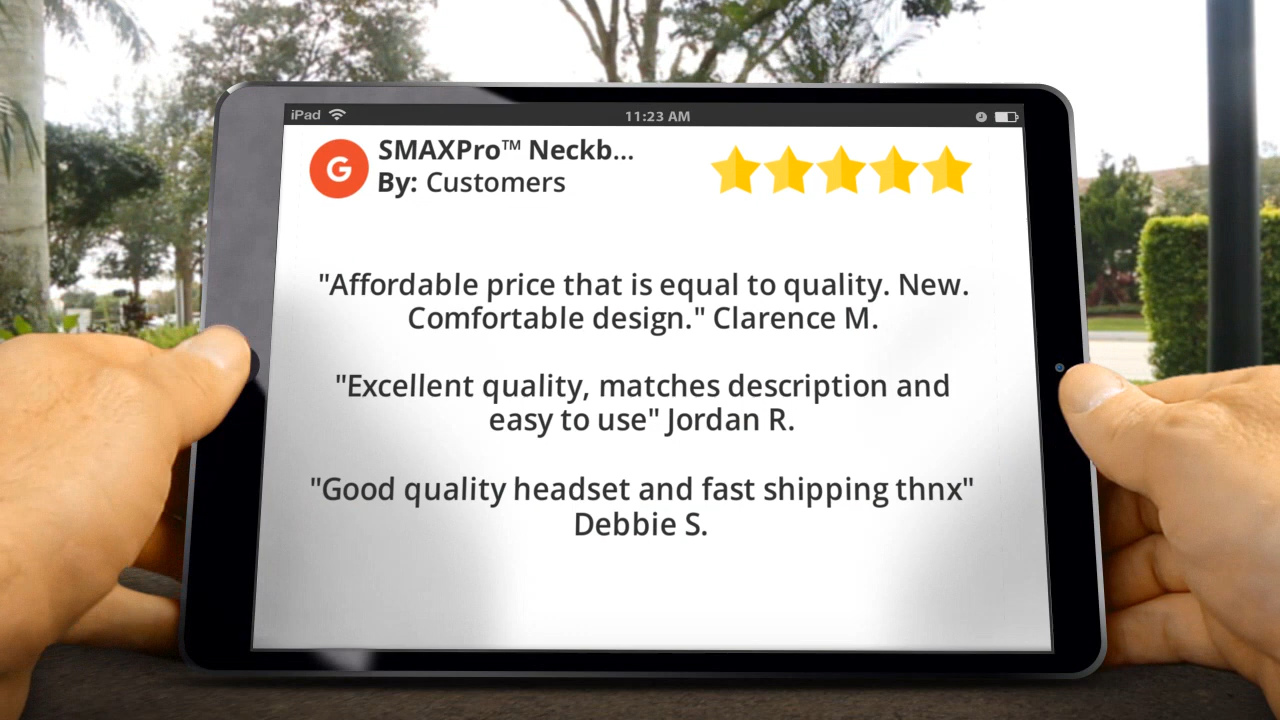 iPad 11:23 AM
G
SMAXPro™ Neckb...
By: Customers
"Affordable price that is equal to quality. New.
Comfortable design." Clarence M.
"Excellent quality, matches description and
easy to use" Jordan R.
"Good quality headset and fast shipping thnx"
Debbie S.